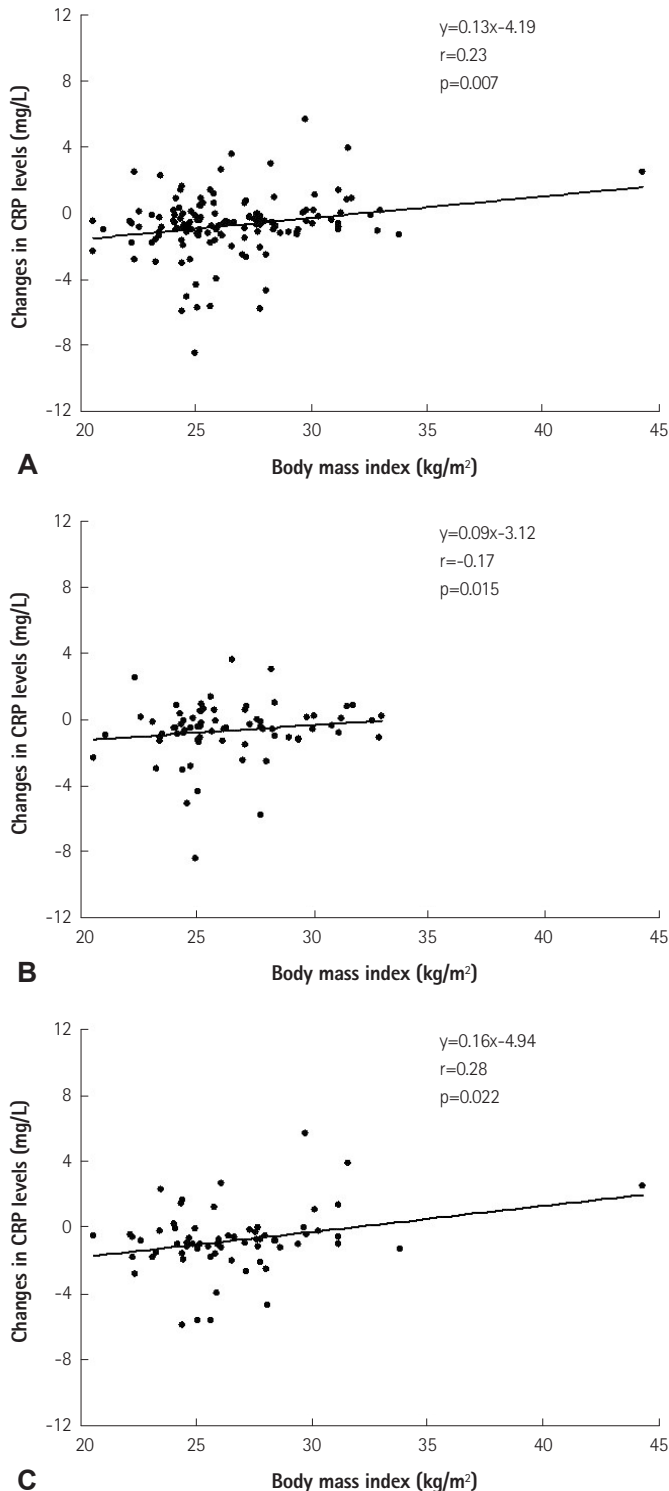 12
8
4
0
-4
-8
-12
Changes in CRP levels (mg/L)
y=0.13x-4.19
r=0.23
p=0.007
20 25 30 35 40 45
Body mass index (kg/m²)
A
12
8
4
0
-4
-8
-12
Changes in CRP levels (mg/L)
y=0.09x-3.12
r=-0.17
p=0.015
20 25 30 35 40 45
Body mass index (kg/m²)
B
12
8
4
0
-4
-8
-12
Changes in CRP levels (mg/L)
y=0.16x-4.94
r=0.28
p=0.022
20 25 30 35 40 45
Body mass index (kg/m²)
C